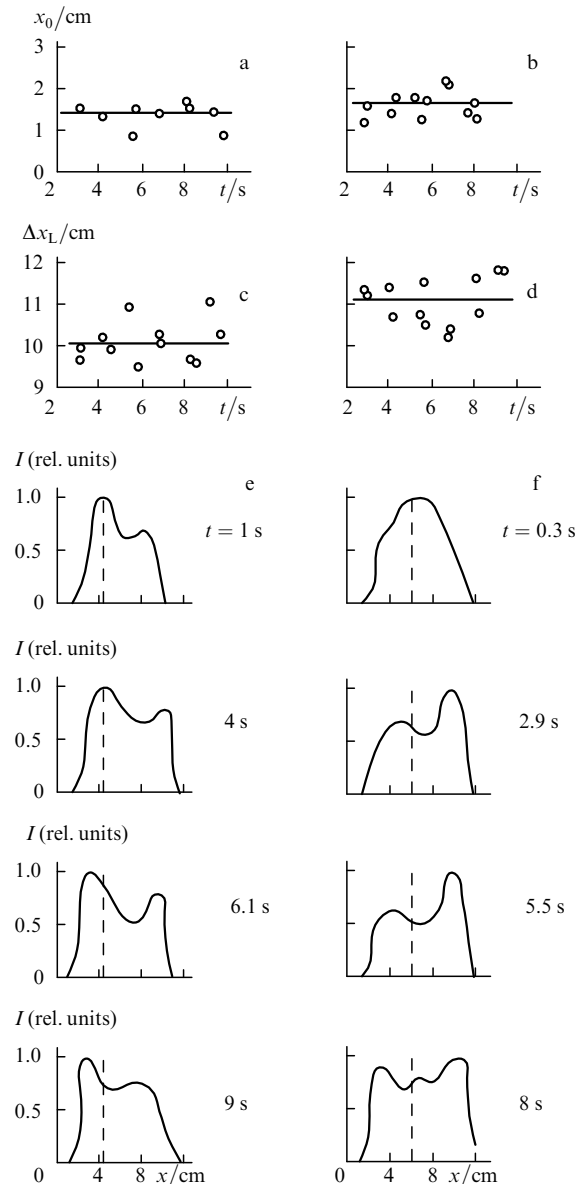 x₀/cm
3
2
1
0
a
2 4 6 8 t/s
b
2 4 6 8 t/s
Δx_L/cm
12
11
10
9
c
2 4 6 8 t/s
d
2 4 6 8 t/s
I (rel. units)
1.0
0.5
0
e
t = 1 s
f
t = 0.3 s
I (rel. units)
1.0
0.5
0
4 s
2.9 s
I (rel. units)
1.0
0.5
0
6.1 s
5.5 s
I (rel. units)
1.0
0.5
9 s
0 4 8 x/cm
8 s
0 4 8 x/cm